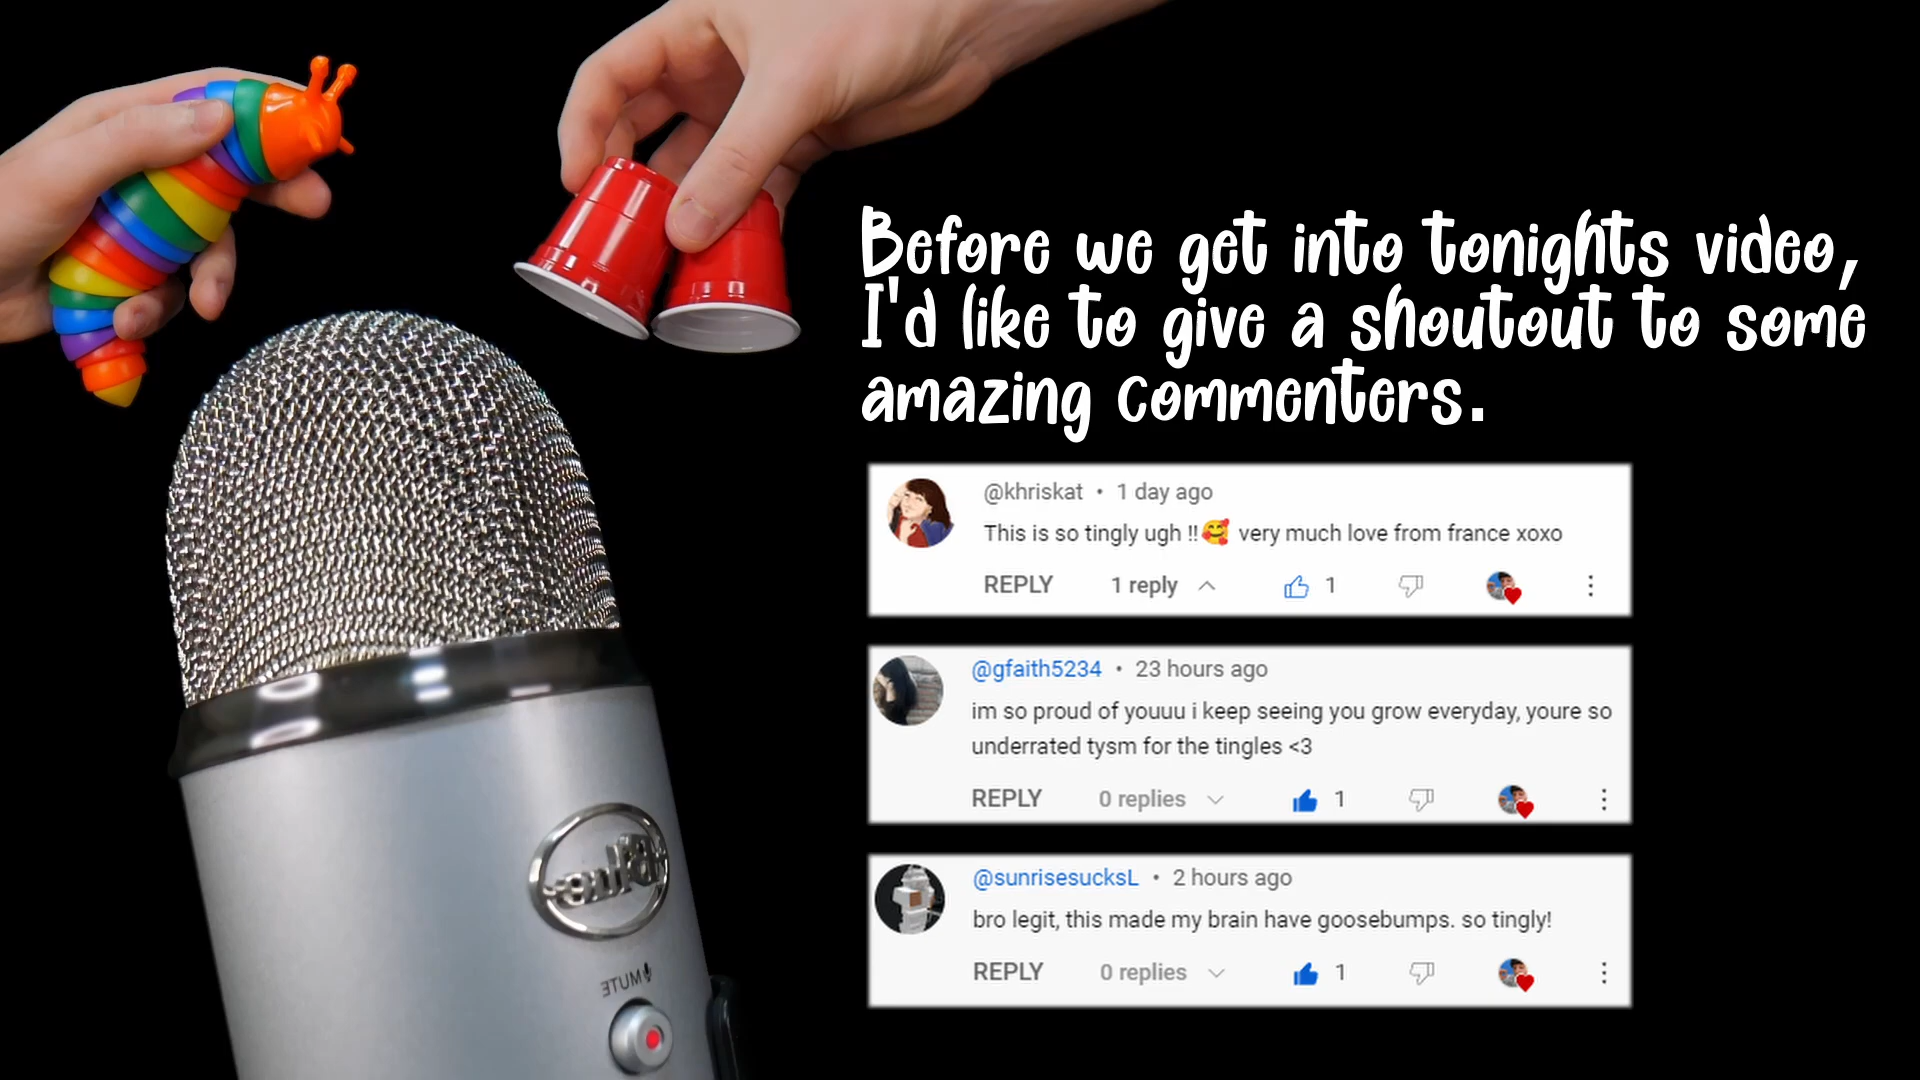 Before we get into tonights video,
I'd like to give a shoutout to some
amazing commenters.
@khriskat • 1 day ago
This is so tingly ugh !!🥰 very much love from france xoxo
REPLY 1 reply 1
@gfaith5234 • 23 hours ago
im so proud of youuu i keep seeing you grow everyday, youre so
underrated tysm for the tingles <3
REPLY 0 replies 1
@sunrisesucksL • 2 hours ago
bro legit, this made my brain have goosebumps. so tingly!
REPLY 0 replies 1
Blue
MUTE